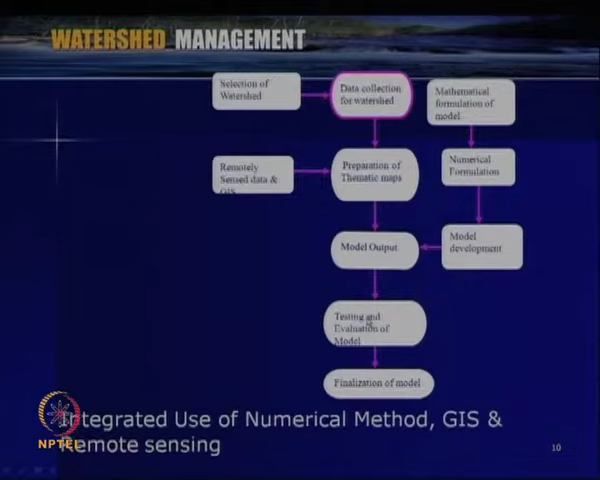 WATERSHED MANAGEMENT
Selection of
Watershed
Data collection
for watershed
Mathematical
formulation of
model
Remotely
Sensed data &
GIS
Preparation of
Thematic maps
Numerical
Formulation
Model Output
Model
development
Testing and
Evaluation of
Model
Finalization of model
Integrated Use of Numerical Method, GIS &
Remote sensing
NPTEL
10